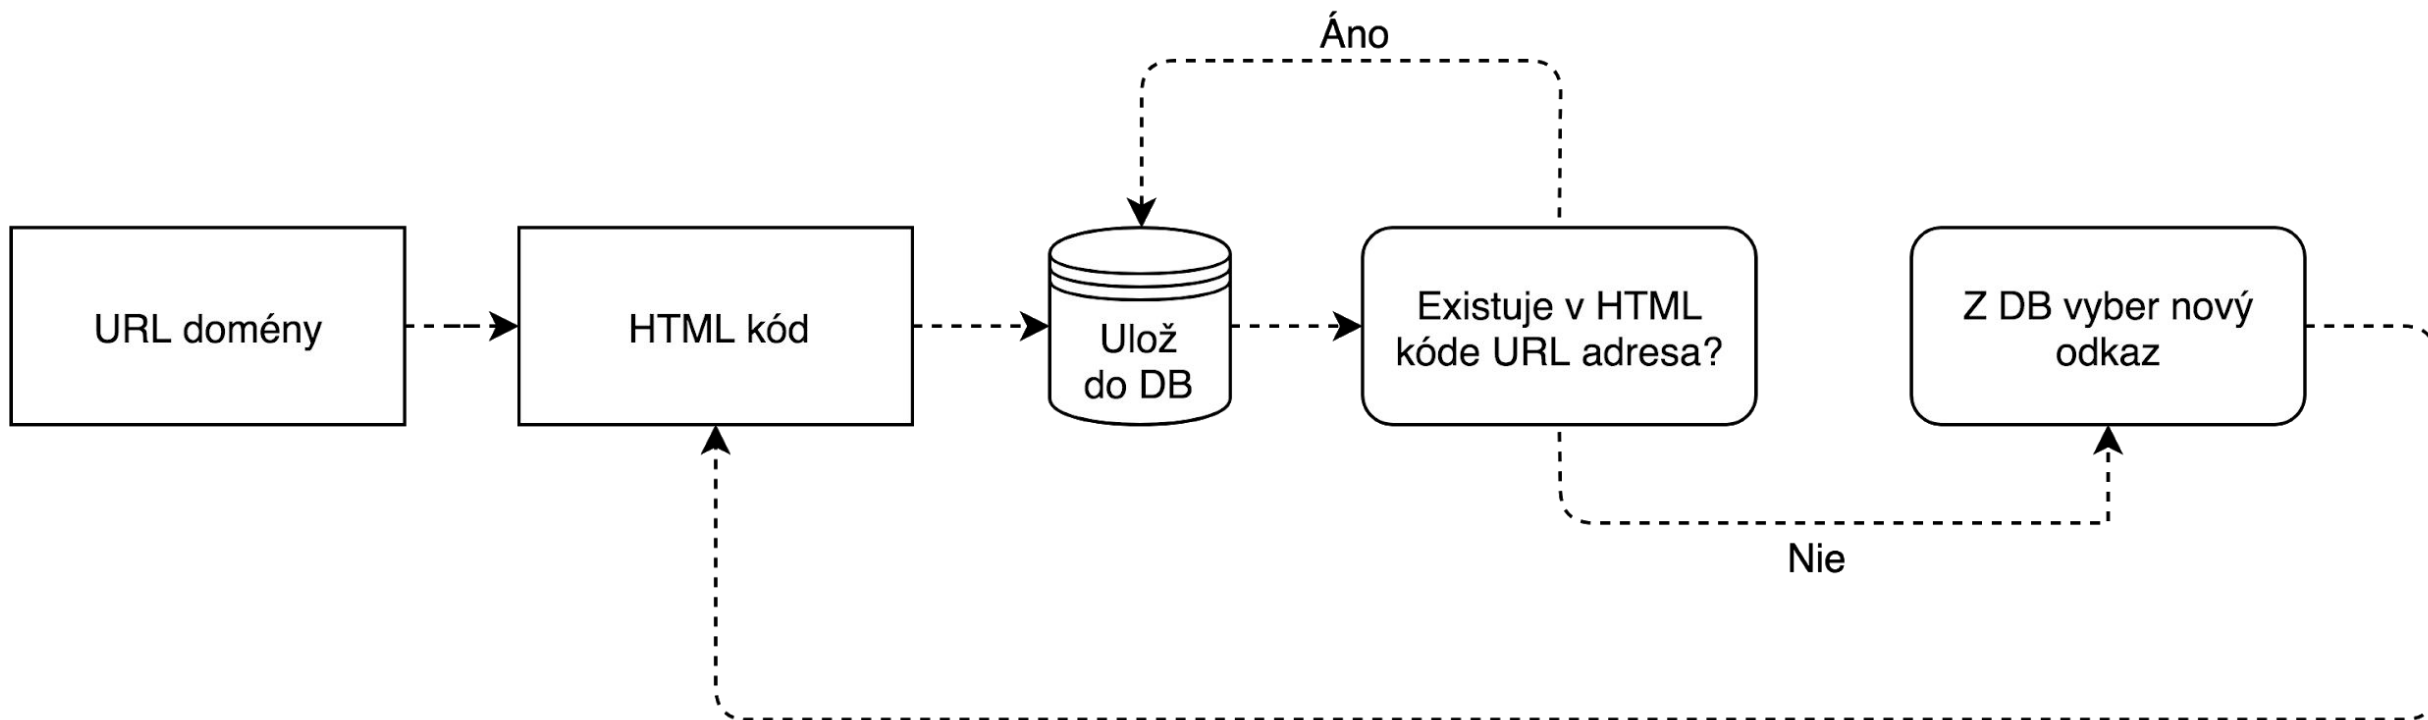 Áno
URL domény
HTML kód
Ulož
do DB
Existuje v HTML
kóde URL adresa?
Z DB vyber nový
odkaz
Nie